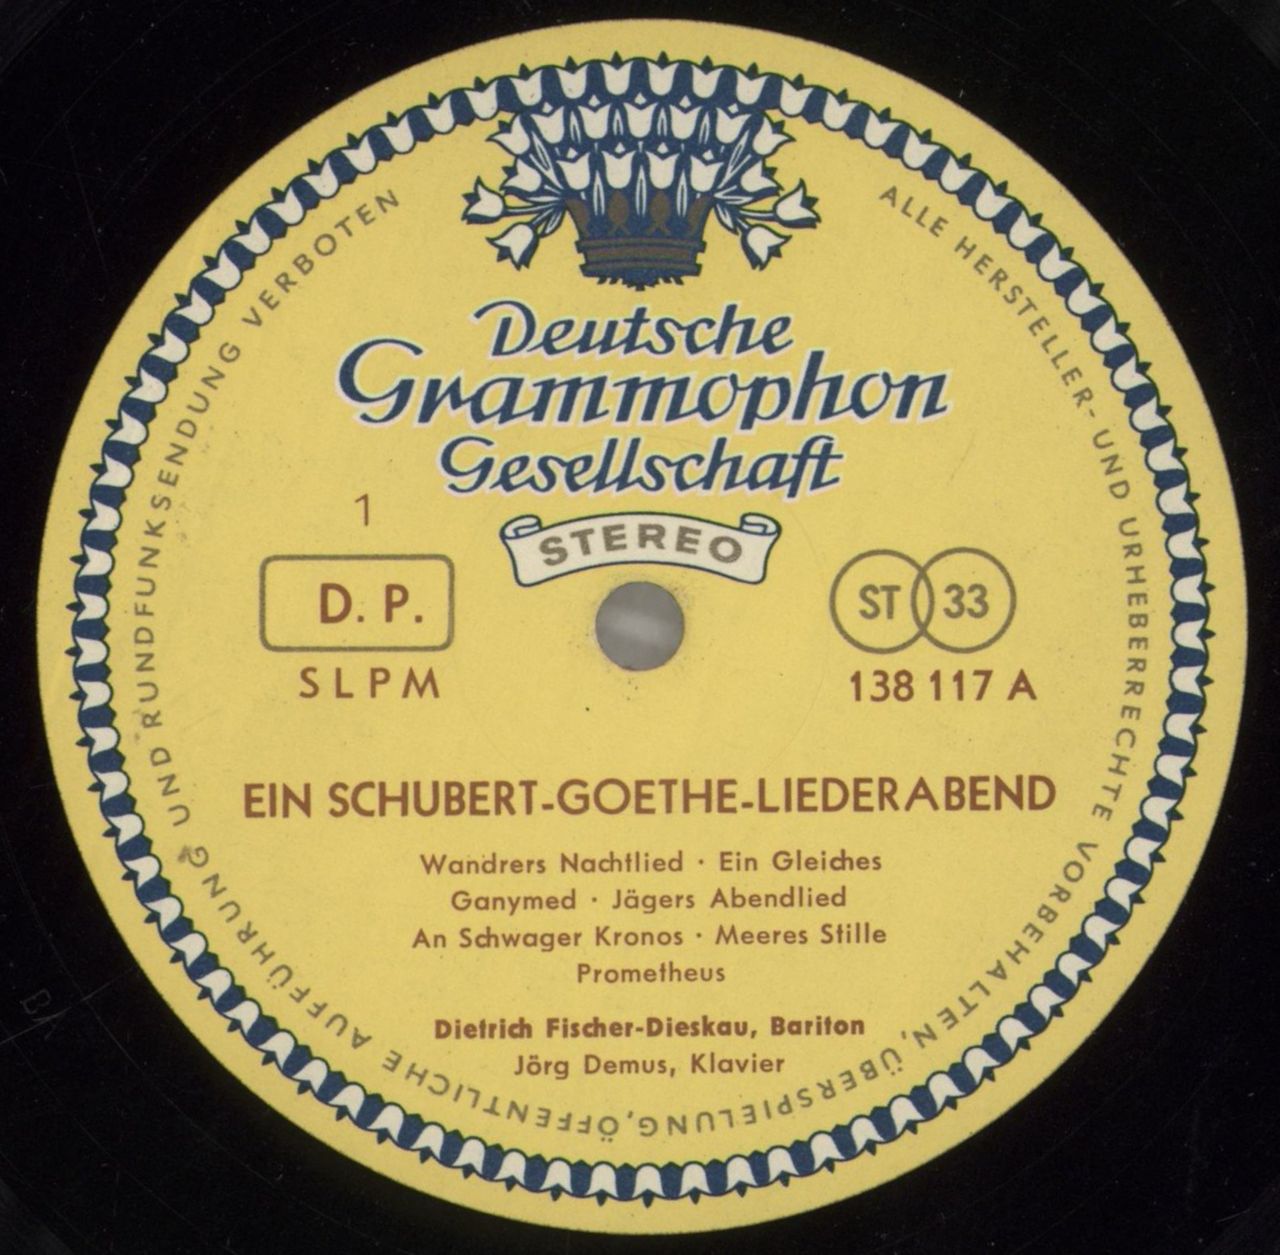 Deutsche
Grammophon
Gesellschaft
STEREO
1
D. P.
SLPM
ST 33
138 117 A
EIN SCHUBERT-GOETHE-LIEDERABEND
Wandrers Nachtlied · Ein Gleiches
Ganymed · Jägers Abendlied
An Schwager Kronos · Meeres Stille
Prometheus
Dietrich Fischer-Dieskau, Bariton
Jörg Demus, Klavier
ALLE HERSTELLER- UND URHEBERRECHTE VORBEHALTEN, ÜBERSPIELUNG, ÖFFENTLICHE AUFFÜHRUNG UND RUNDFUNKSENDUNG VERBOTEN